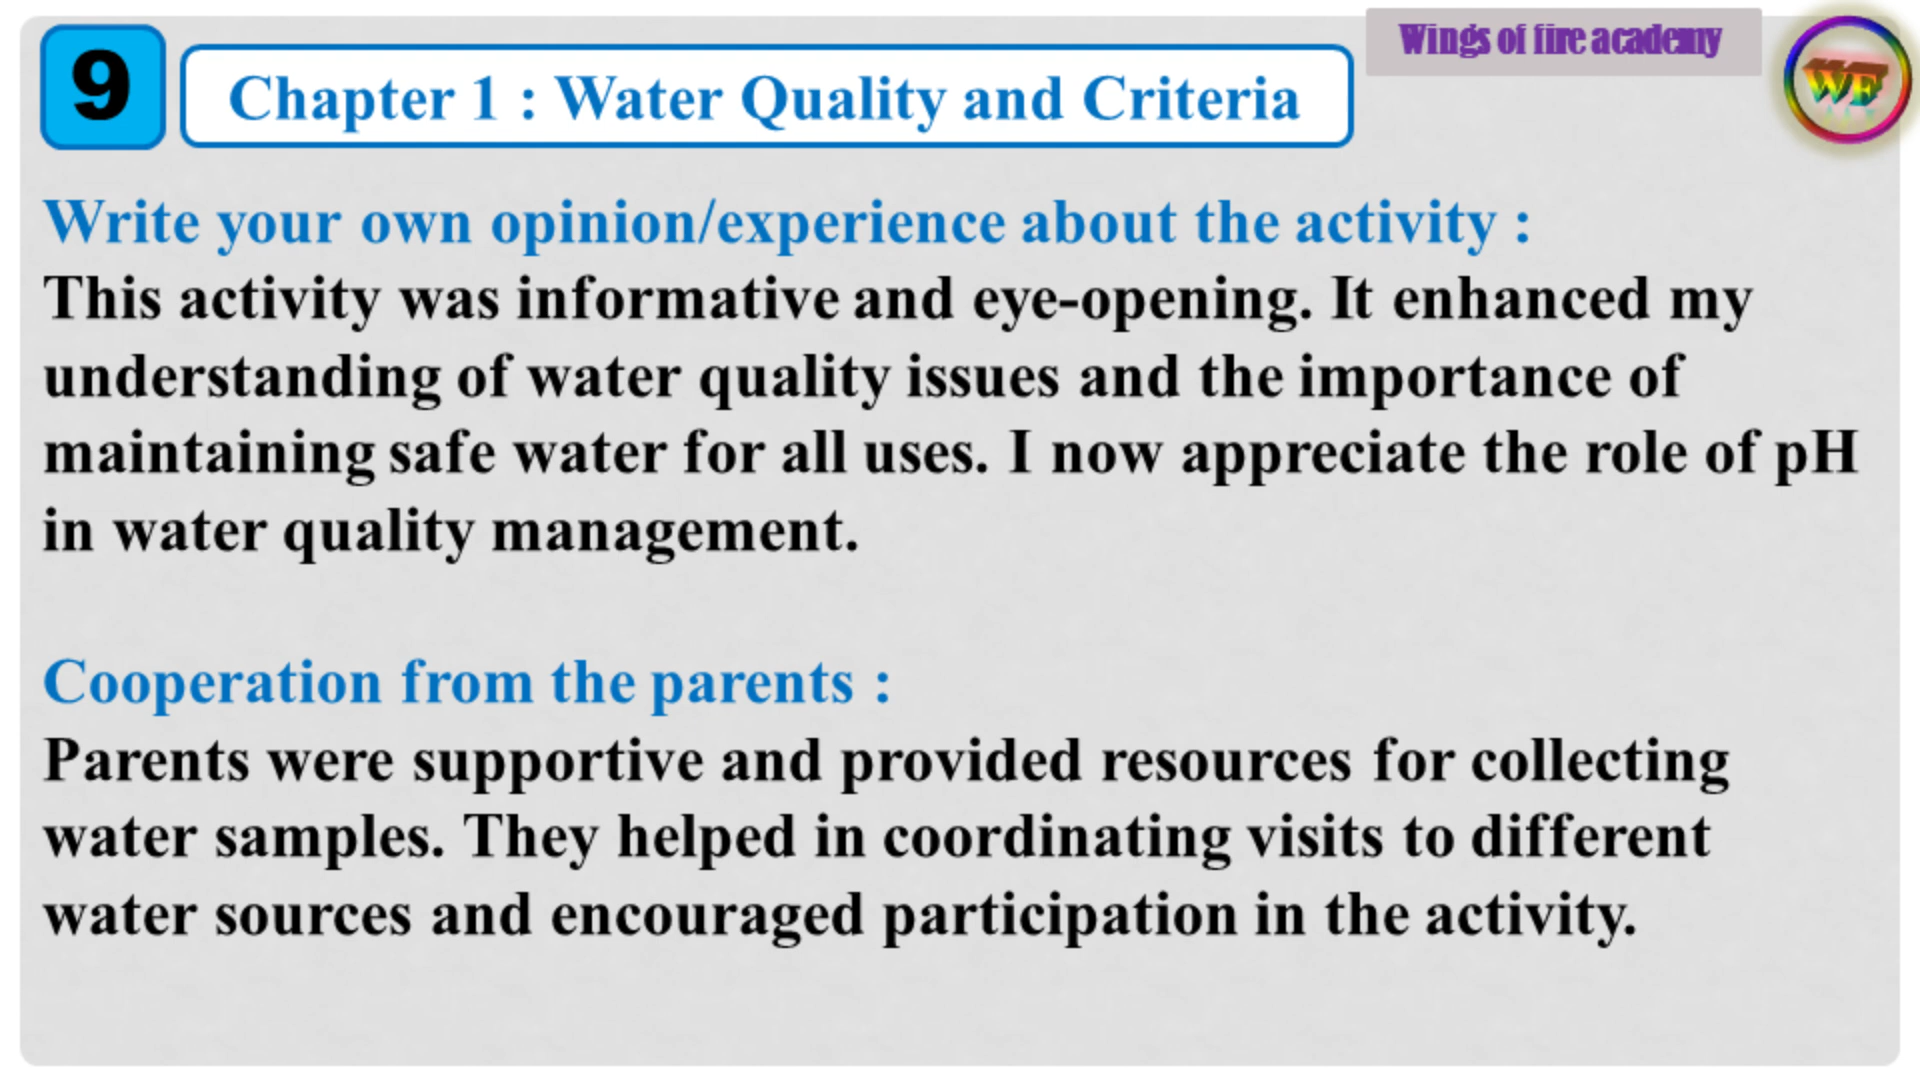 9
Chapter 1 : Water Quality and Criteria
Wings of fire academy
WF
Write your own opinion/experience about the activity :
This activity was informative and eye-opening. It enhanced my
understanding of water quality issues and the importance of
maintaining safe water for all uses. I now appreciate the role of pH
in water quality management.
Cooperation from the parents :
Parents were supportive and provided resources for collecting
water samples. They helped in coordinating visits to different
water sources and encouraged participation in the activity.